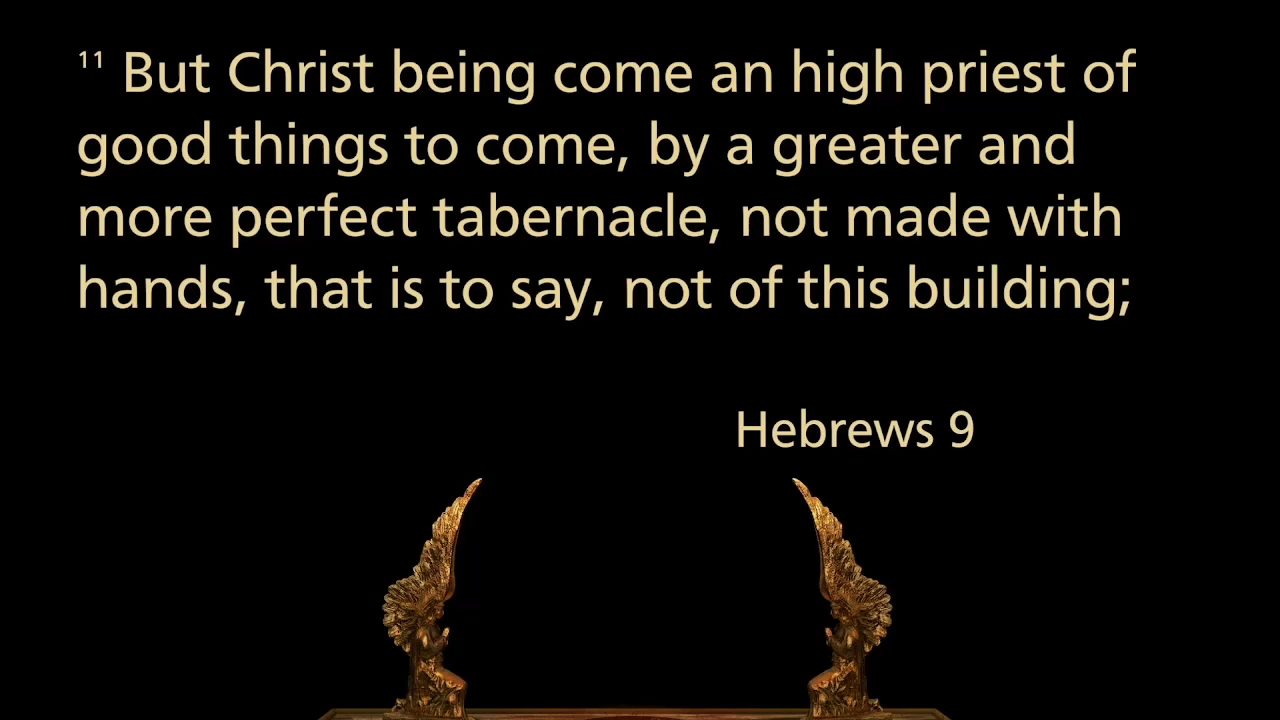 11 But Christ being come an high priest of
good things to come, by a greater and
more perfect tabernacle, not made with
hands, that is to say, not of this building;
Hebrews 9